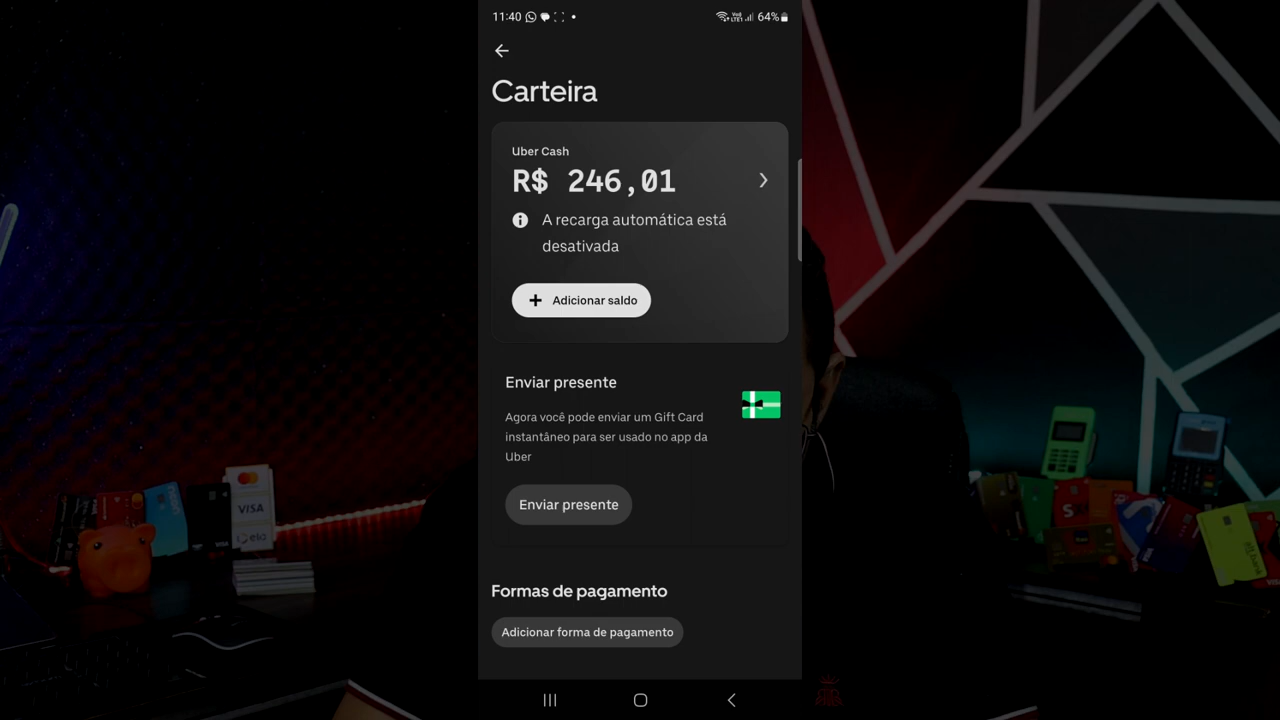 11:40
64%
Carteira
Uber Cash
R$ 246,01
A recarga automática está
desativada
+ Adicionar saldo
Enviar presente
Agora você pode enviar um Gift Card
instantâneo para ser usado no app da
Uber
Enviar presente
Formas de pagamento
Adicionar forma de pagamento
VISA
elo